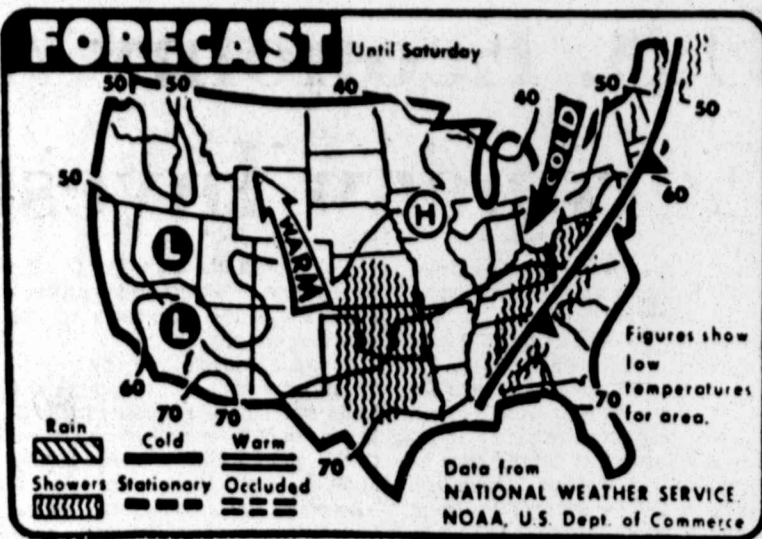 FORECAST Until Saturday
50 50 40 40 50 50
COLD
50
60
H
WARM
L
L
Figures show
low
temperatures
for area.
60
70 70
70
70
Rain Cold Warm
Showers Stationary Occluded
Data from
NATIONAL WEATHER SERVICE.
NOAA, U.S. Dept. of Commerce